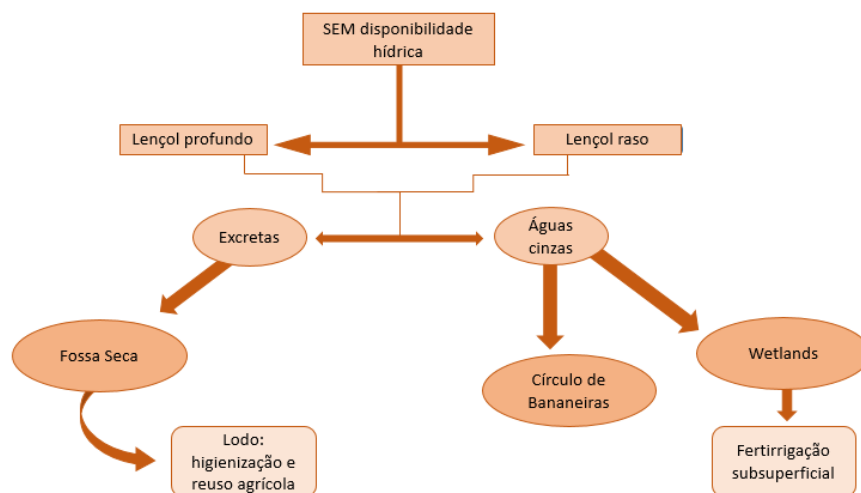 SEM disponibilidade
hídrica
Lençol profundo
Lençol raso
Excretas
Águas
cinzas
Fossa Seca
Círculo de
Bananeiras
Wetlands
Lodo:
higienização e
reuso agrícola
Fertirrigação
subsuperficial